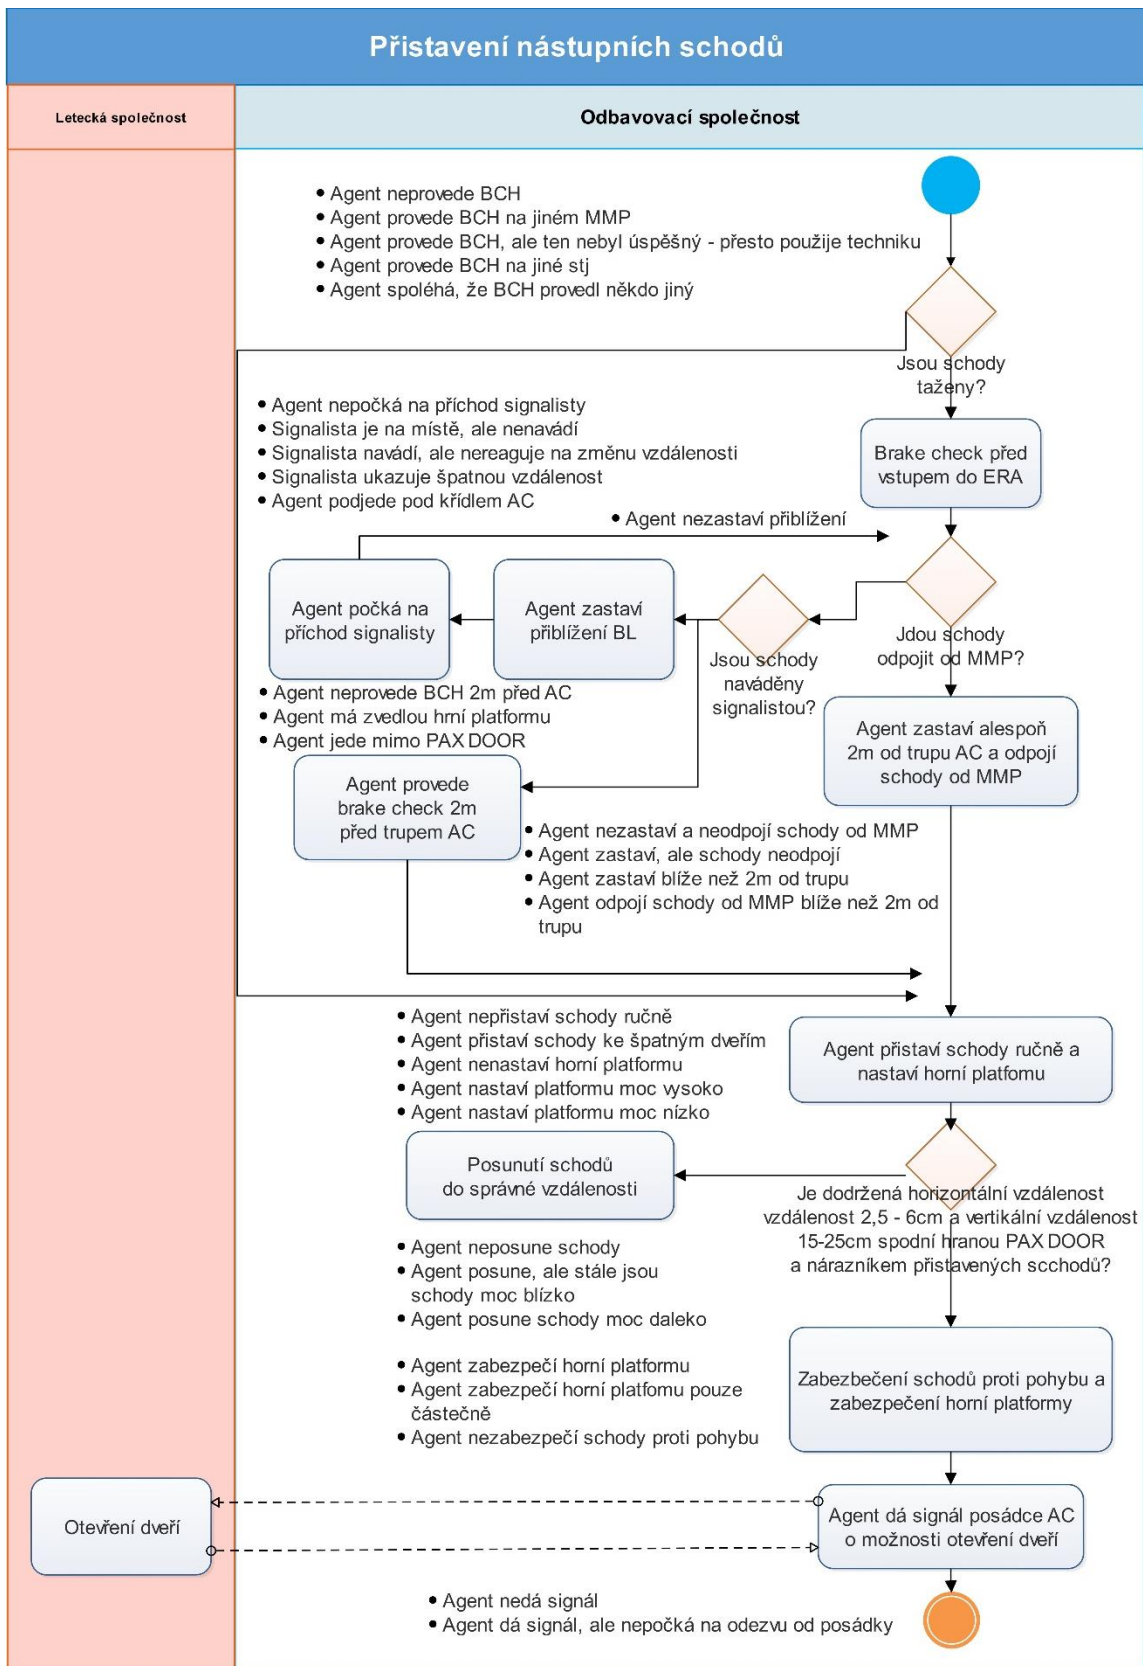 Přistavení nástupních schodů
Letecká společnost
Odbavovací společnost
• Agent neprovede BCH
• Agent provede BCH na jiném MMP
• Agent provede BCH, ale ten nebyl úspěšný - přesto použije techniku
• Agent provede BCH na jiné stj
• Agent spoléhá, že BCH provedl někdo jiný
Jsou schody
taženy?
• Agent nepočká na příchod signalisty
• Signalista je na místě, ale nenavádí
• Signalista navádí, ale nereaguje na změnu vzdálenosti
• Signalista ukazuje špatnou vzdálenost
• Agent podjede pod křídlem AC
Brake check před
vstupem do ERA
• Agent nezastaví přiblížení
Agent počká na
příchod signalisty
Agent zastaví
přiblížení BL
Jsou schody
naváděny
signalistou?
Jdou schody
odpojit od MMP?
• Agent neprovede BCH 2m před AC
• Agent má zvedlou hrní platformu
• Agent jede mimo PAX DOOR
Agent zastaví alespoň
2m od trupu AC a odpojí
schody od MMP
Agent provede
brake check 2m
před trupem AC
• Agent nezastaví a neodpojí schody od MMP
• Agent zastaví, ale schody neodpojí
• Agent zastaví blíže než 2m od trupu
• Agent odpojí schody od MMP blíže než 2m od
trupu
• Agent nepřistaví schody ručně
• Agent přistaví schody ke špatným dveřím
• Agent nenastaví horní platformu
• Agent nastaví platformu moc vysoko
• Agent nastaví platformu moc nízko
Agent přistaví schody ručně a
nastaví horní platfomu
Posunutí schodů
do správné vzdálenosti
Je dodržená horizontální vzdálenost
vzdálenost 2,5 - 6cm a vertikální vzdálenost
15-25cm spodní hranou PAX DOOR
a nárazníkem přistavených scchodů?
• Agent neposune schody
• Agent posune, ale stále jsou
schody moc blízko
• Agent posune schody moc daleko
• Agent zabezpečí horní platformu
• Agent zabezpečí horní platfomu pouze
částečně
• Agent nezabezpečí schody proti pohybu
Zabezbečení schodů proti pohybu a
zabezpečení horní platformy
Otevření dveří
Agent dá signál posádce AC
o možnosti otevření dveří
• Agent nedá signál
• Agent dá signál, ale nepočká na odezvu od posádky